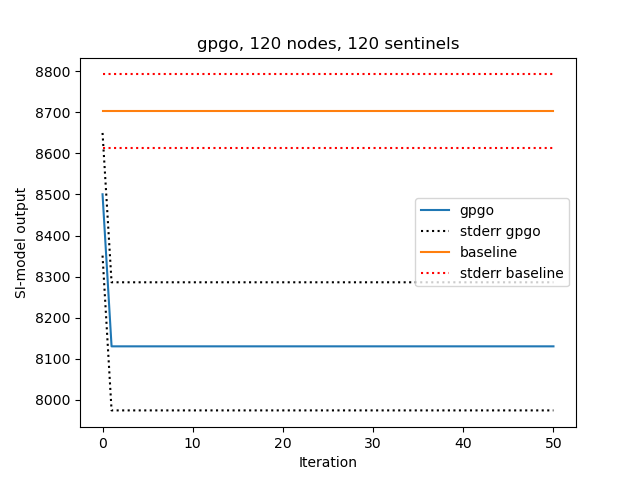 gpgo, 120 nodes, 120 sentinels
SI-model output
8800
8700
8600
8500
8400
8300
8200
8100
8000
gpgo
stderr gpgo
baseline
stderr baseline
0 10 20 30 40 50
Iteration